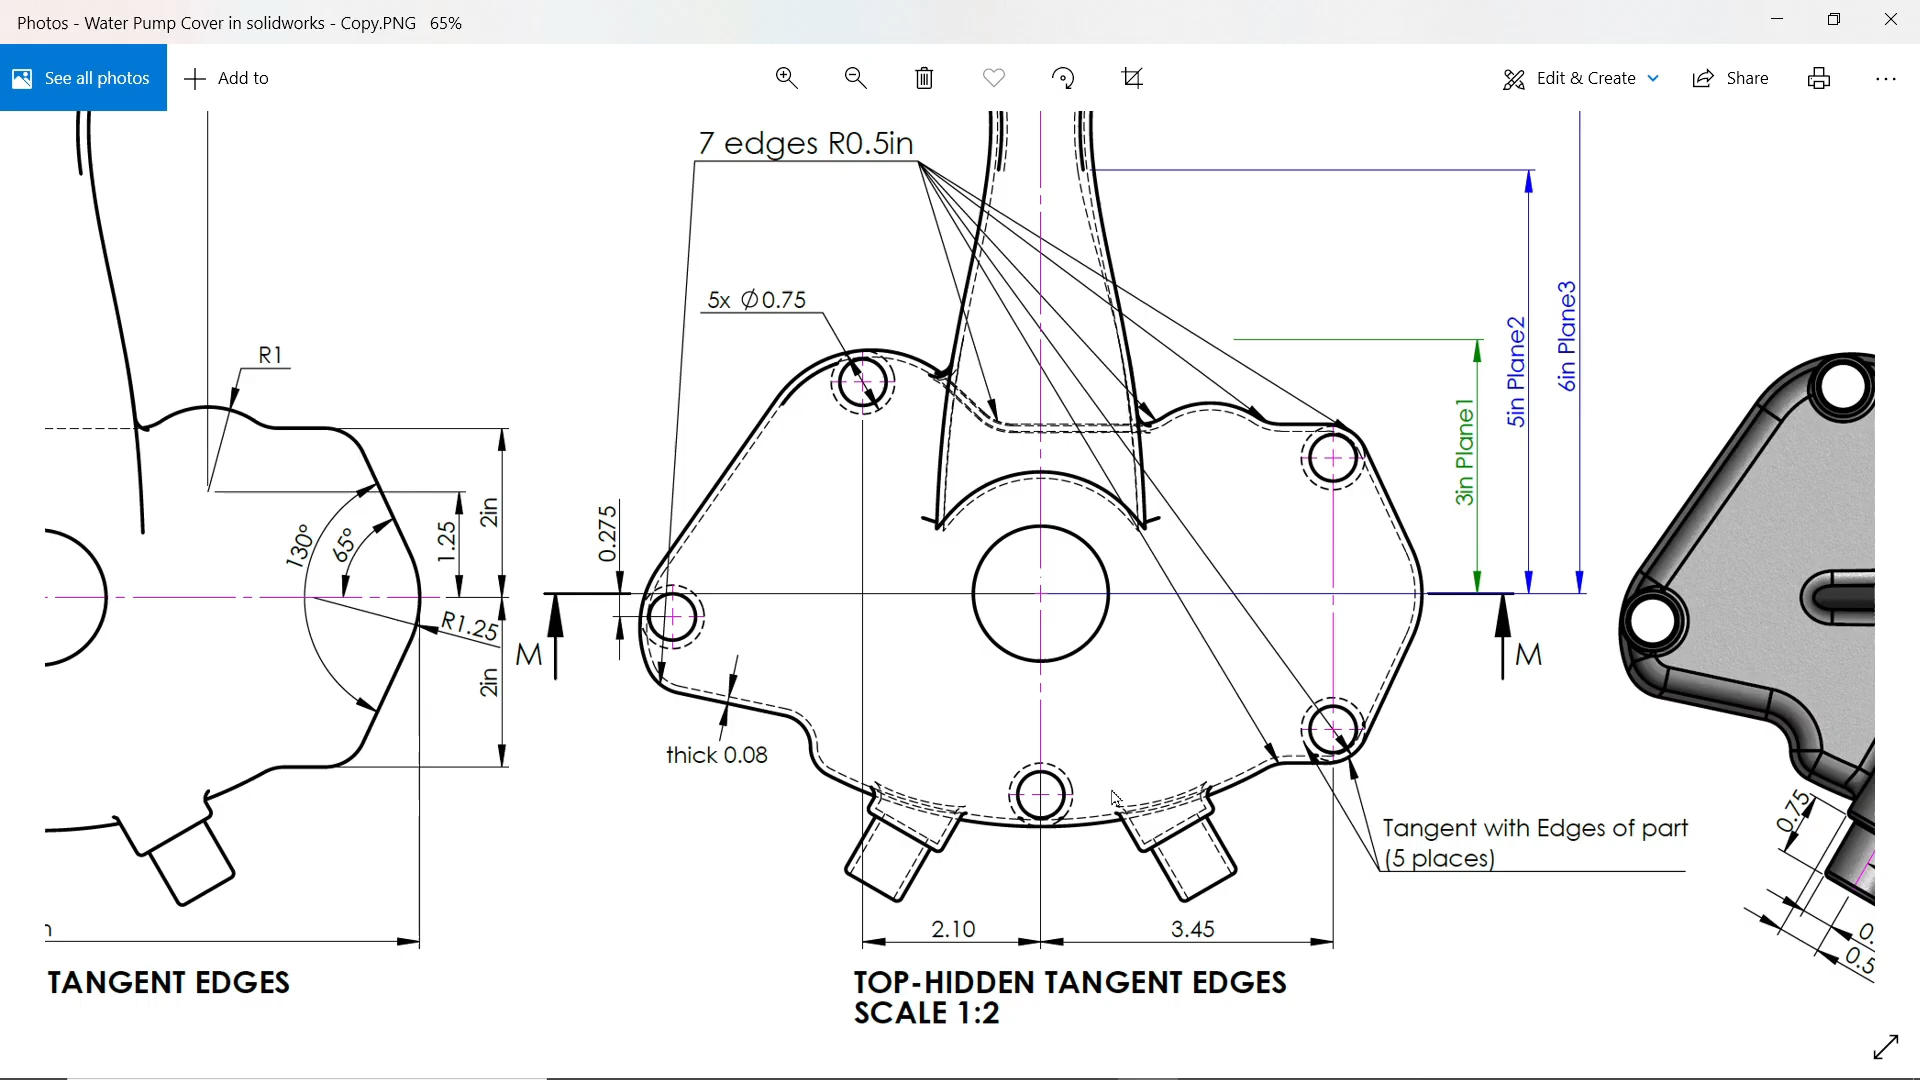 Photos - Water Pump Cover in solidworks - Copy.PNG 65%
See all photos
Add to
Edit & Create
Share
7 edges R0.5in
5x ∅0.75
R1
130°
65°
1.25
2in
2in
R1.25
0.275
M
M
thick 0.08
3in Plane1
5in Plane2
6in Plane3
Tangent with Edges of part
(5 places)
2.10
3.45
0.75
0.5
TANGENT EDGES
TOP-HIDDEN TANGENT EDGES
SCALE 1:2